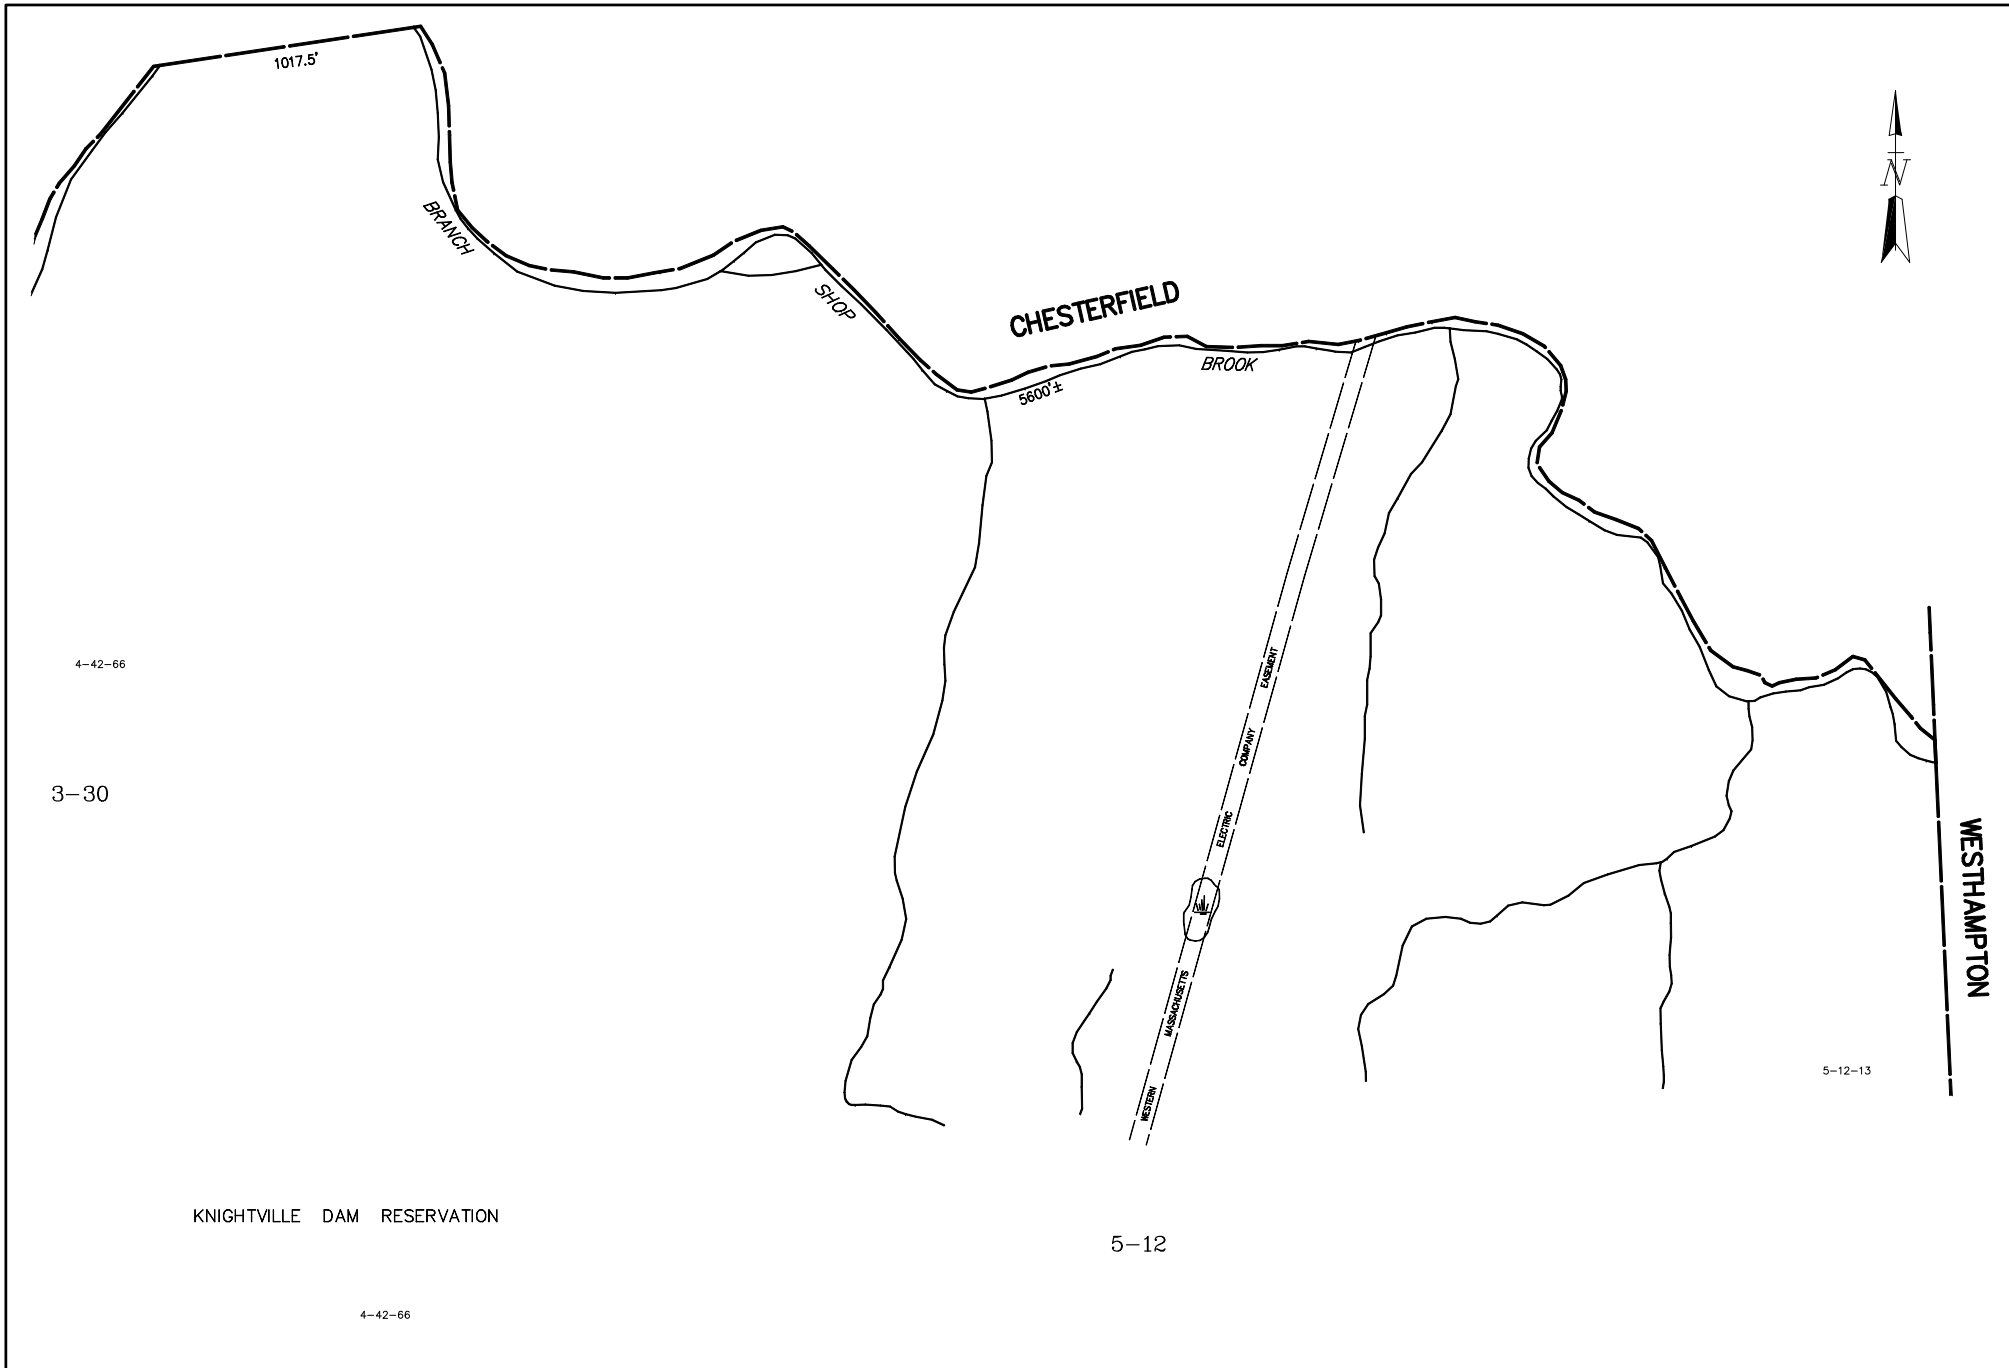 1017.5'
N
BRANCH
SHOP
CHESTERFIELD
BROOK
5600'±
WESTERN MASSACHUSETTS ELECTRIC COMPANY EASEMENT
4-42-66
3-30
WESTHAMPTON
5-12-13
KNIGHTVILLE DAM RESERVATION
5-12
4-42-66